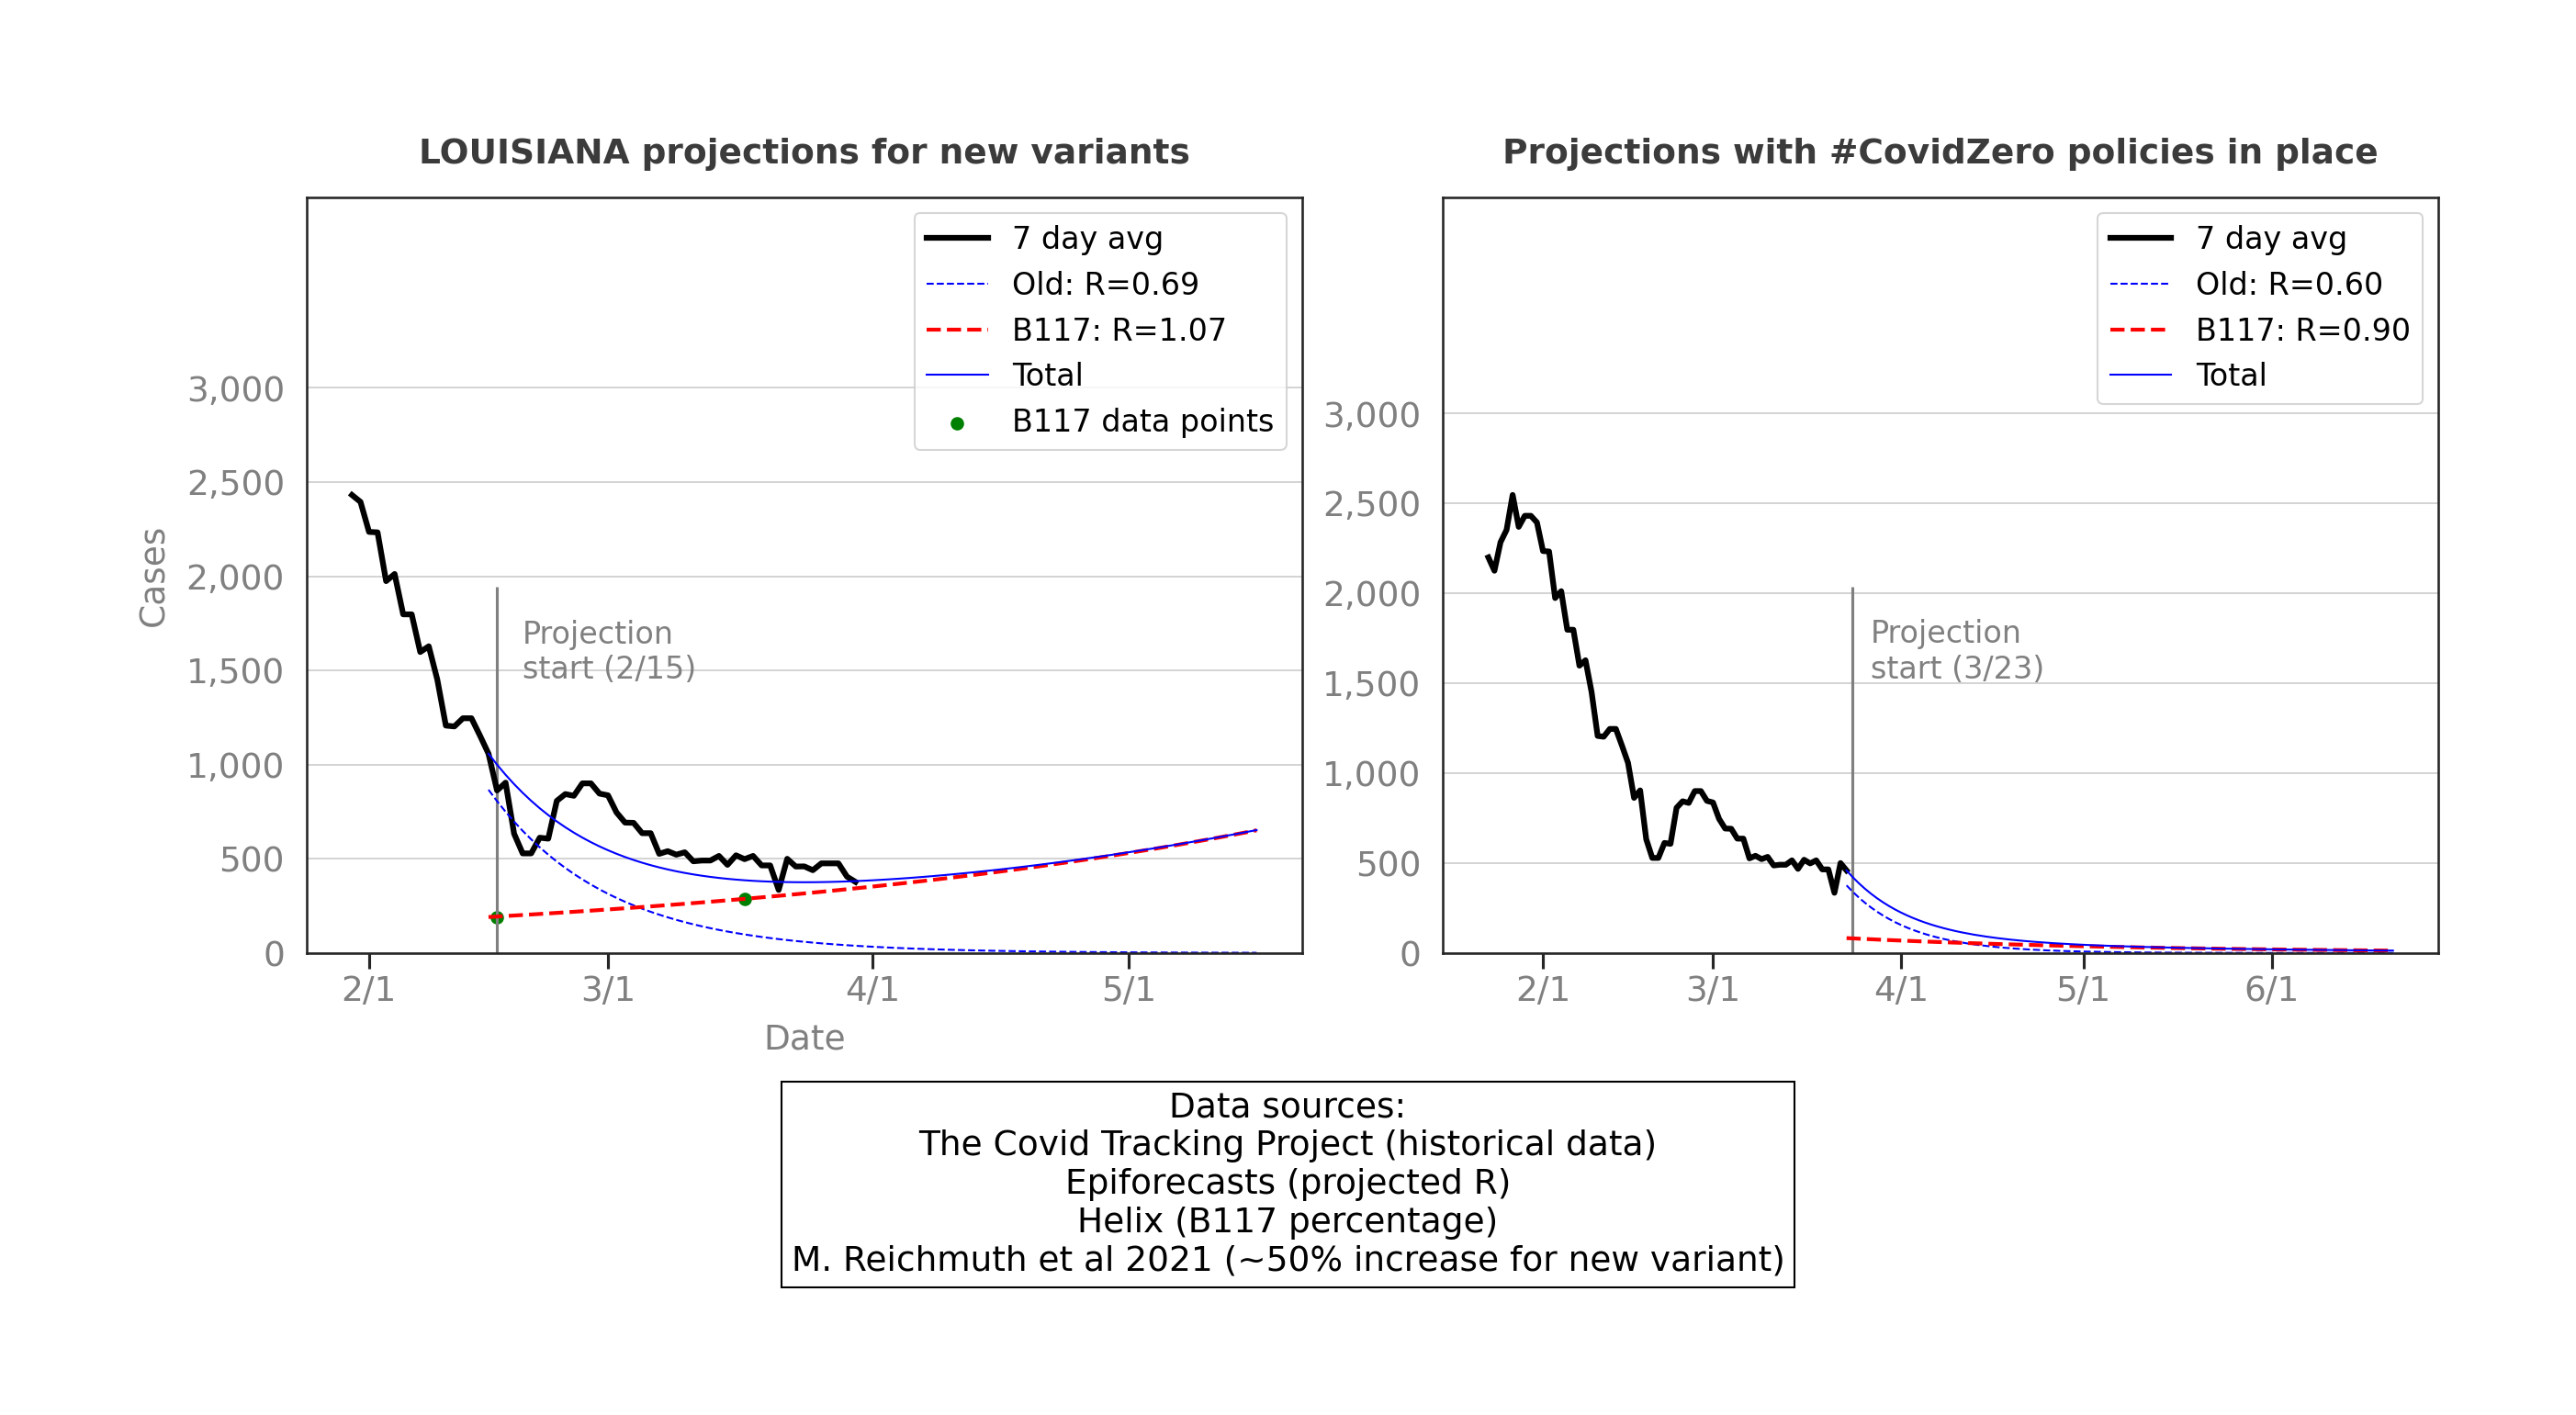 LOUISIANA projections for new variants
7 day avg
Old: R=0.69
B117: R=1.07
Total
B117 data points
3,000
2,500
2,000
1,500
1,000
500
0
Cases
Projection
start (2/15)
2/1
3/1
4/1
5/1
Date
Projections with #CovidZero policies in place
7 day avg
Old: R=0.60
B117: R=0.90
Total
3,000
2,500
2,000
1,500
1,000
500
0
Projection
start (3/23)
2/1
3/1
4/1
5/1
6/1
Data sources:
The Covid Tracking Project (historical data)
Epiforecasts (projected R)
Helix (B117 percentage)
M. Reichmuth et al 2021 (~50% increase for new variant)